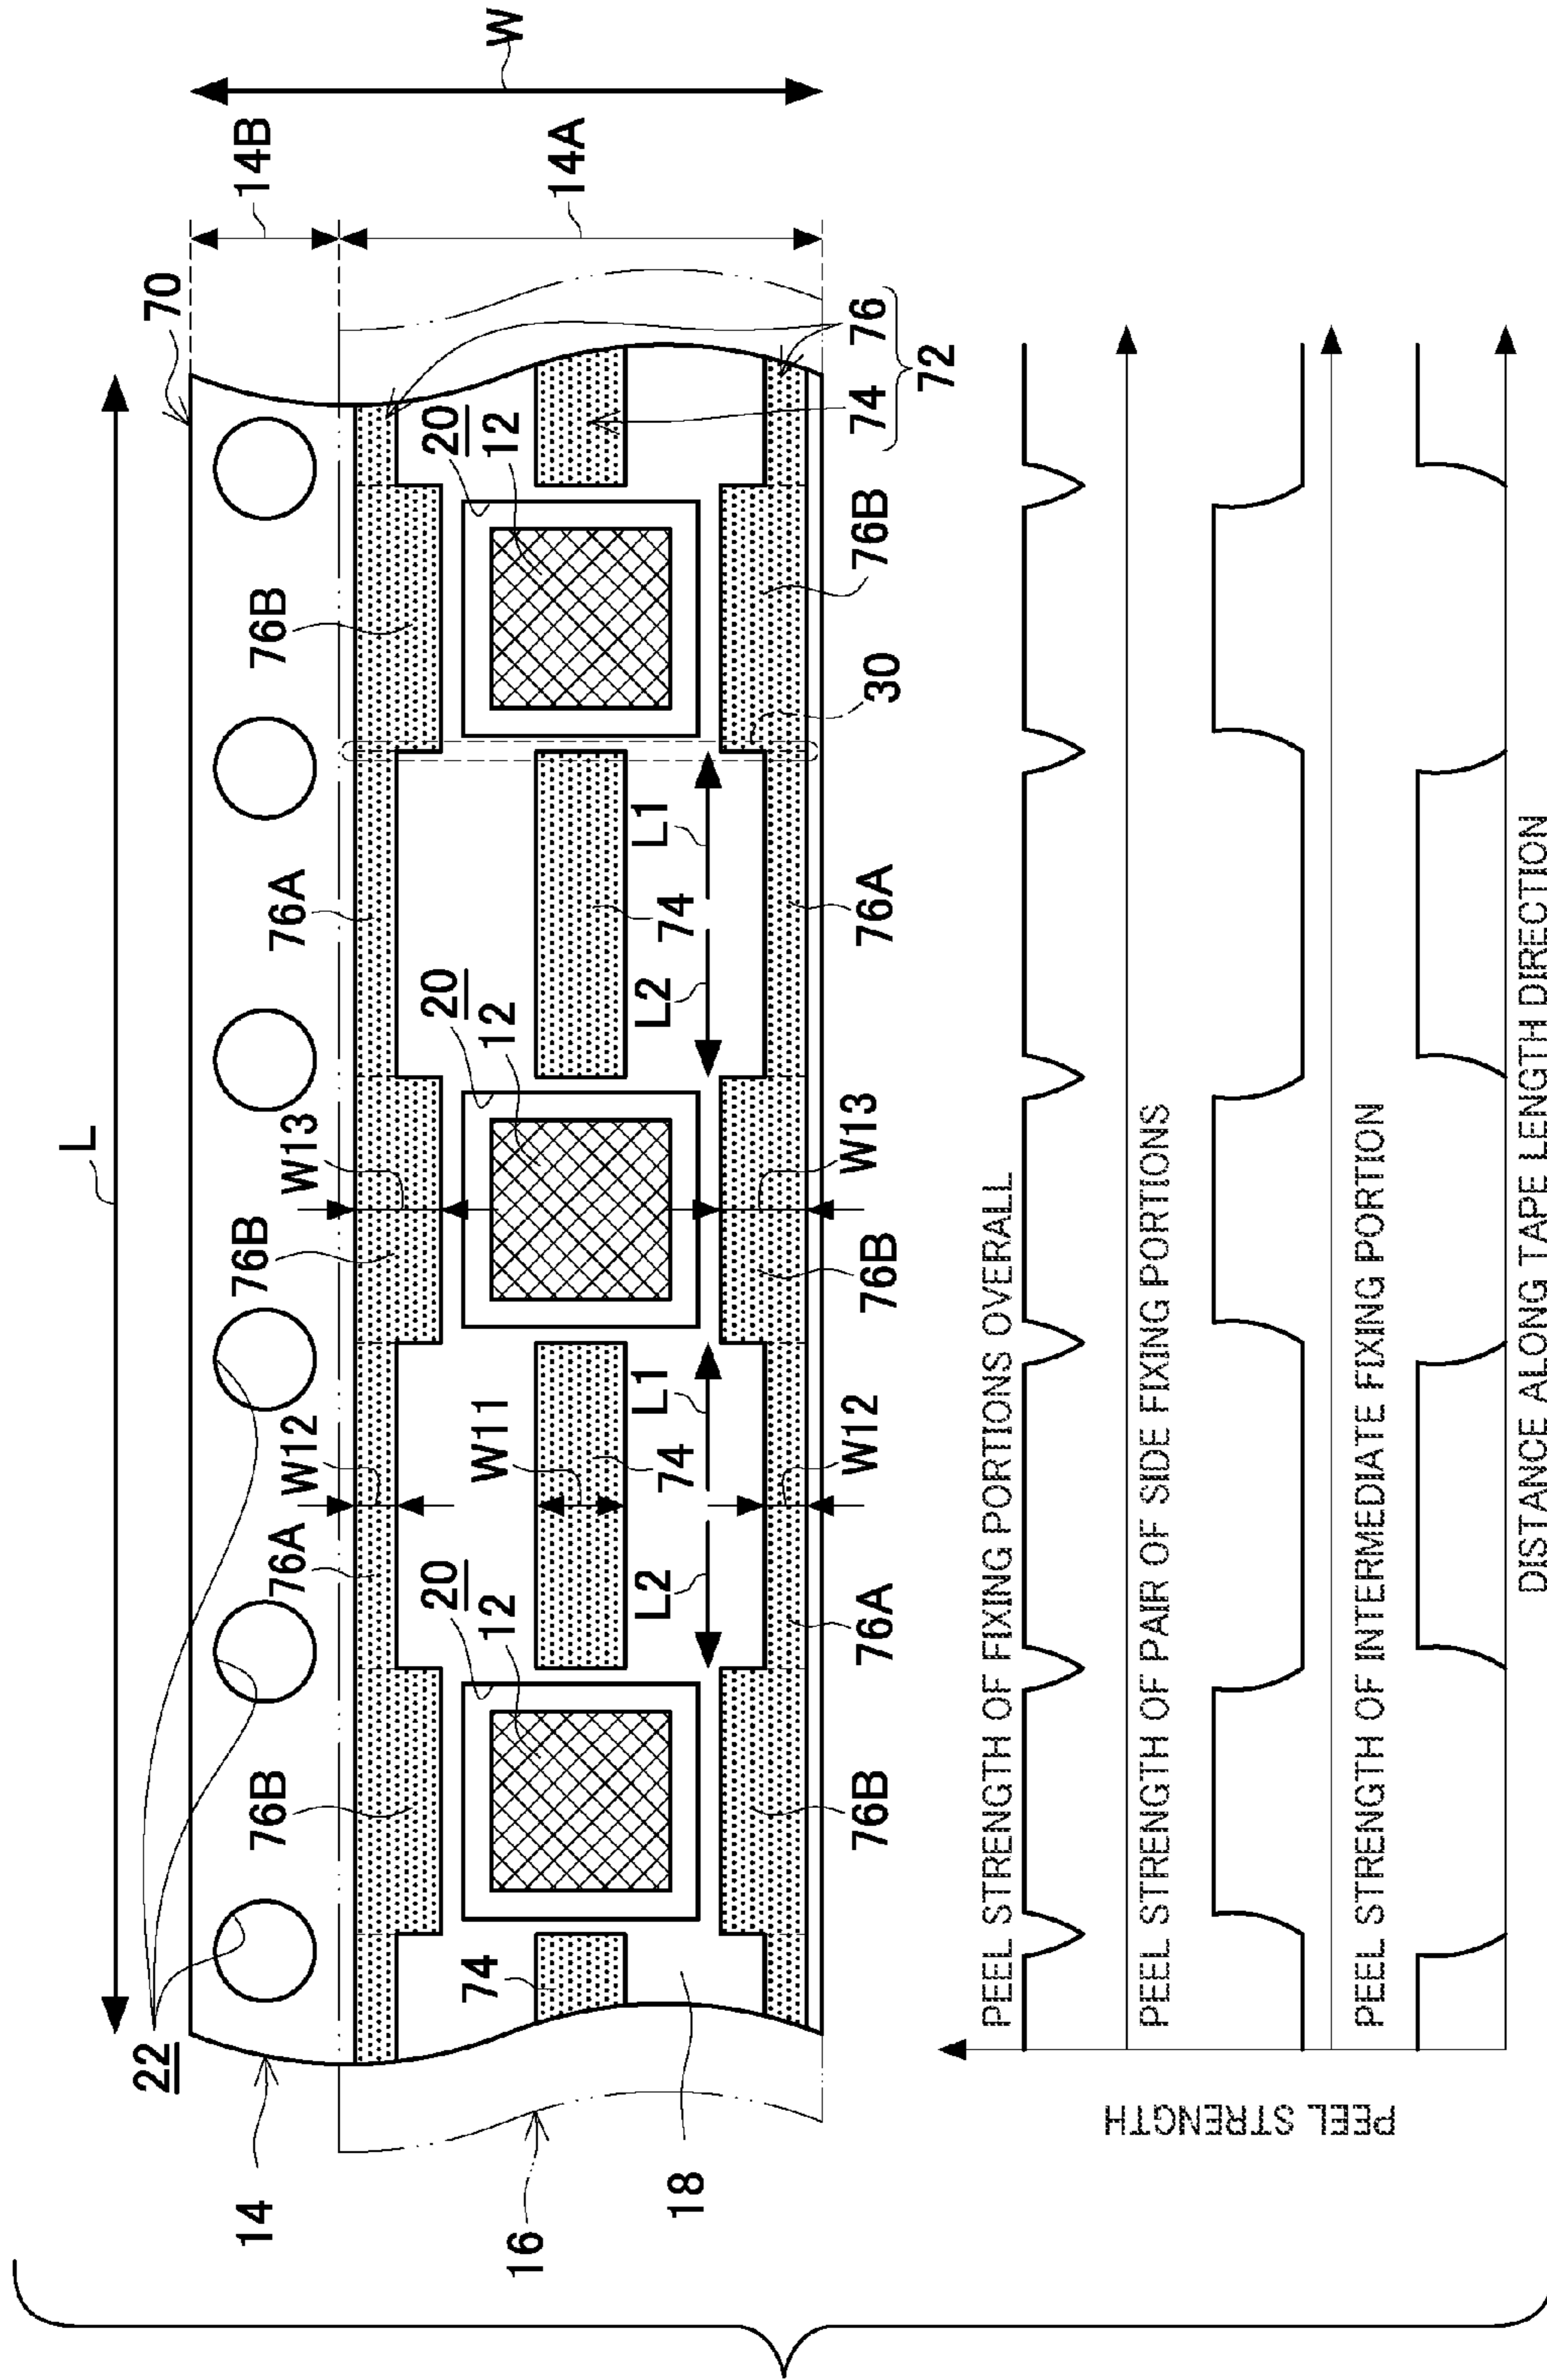 L
W
70
14B
14A
22
76B
76A
W12
76B
W13
76A
76B
14
16
18
74
20
12
20
12
20
12
W11
L2
74
L1
L2
74
L1
76B
76A
W12
76B
W13
76A
30
76B
74
76
72
PEEL STRENGTH
PEEL STRENGTH OF FIXING PORTIONS OVERALL
PEEL STRENGTH OF PAIR OF SIDE FIXING PORTIONS
PEEL STRENGTH OF INTERMEDIATE FIXING PORTION
DISTANCE ALONG TAPE LENGTH DIRECTION